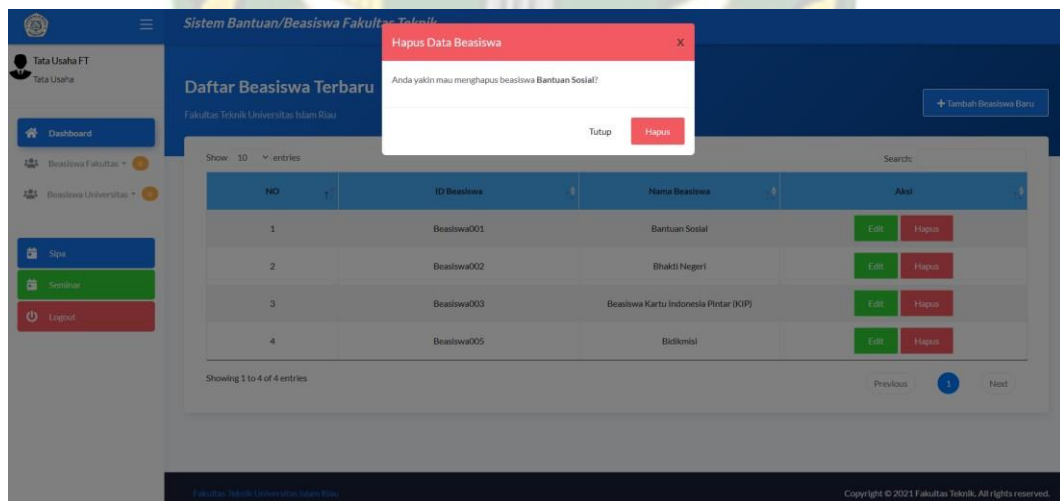 Sistem Bantuan/Beasiswa Fakultas Teknik
Tata Usaha FT
Tata Usaha
Dashboard
Beasiswa Fakultas
Beasiswa Universitas
Sipa
Seminar
Logout
Hapus Data Beasiswa
X
Anda yakin mau menghapus beasiswa Bantuan Sosial?
Tutup Hapus
Daftar Beasiswa Terbaru
Fakultas Teknik Universitas Islam Riau
+Tambah Beasiswa Baru
Show 10 entries
Search:
NO ID Beasiswa Nama Beasiswa Aksi
1 Beasiswa001 Bantuan Sosial Edit Hapus
2 Beasiswa002 Bhakti Negeri Edit Hapus
3 Beasiswa003 Beasiswa Kartu Indonesia Pintar (KIP) Edit Hapus
4 Beasiswa005 Bidikmisi Edit Hapus
Showing 1 to 4 of 4 entries
Previous 1 Next
Fakultas Teknik Universitas Islam Riau
Copyright © 2021 Fakultas Teknik. All rights reserved.